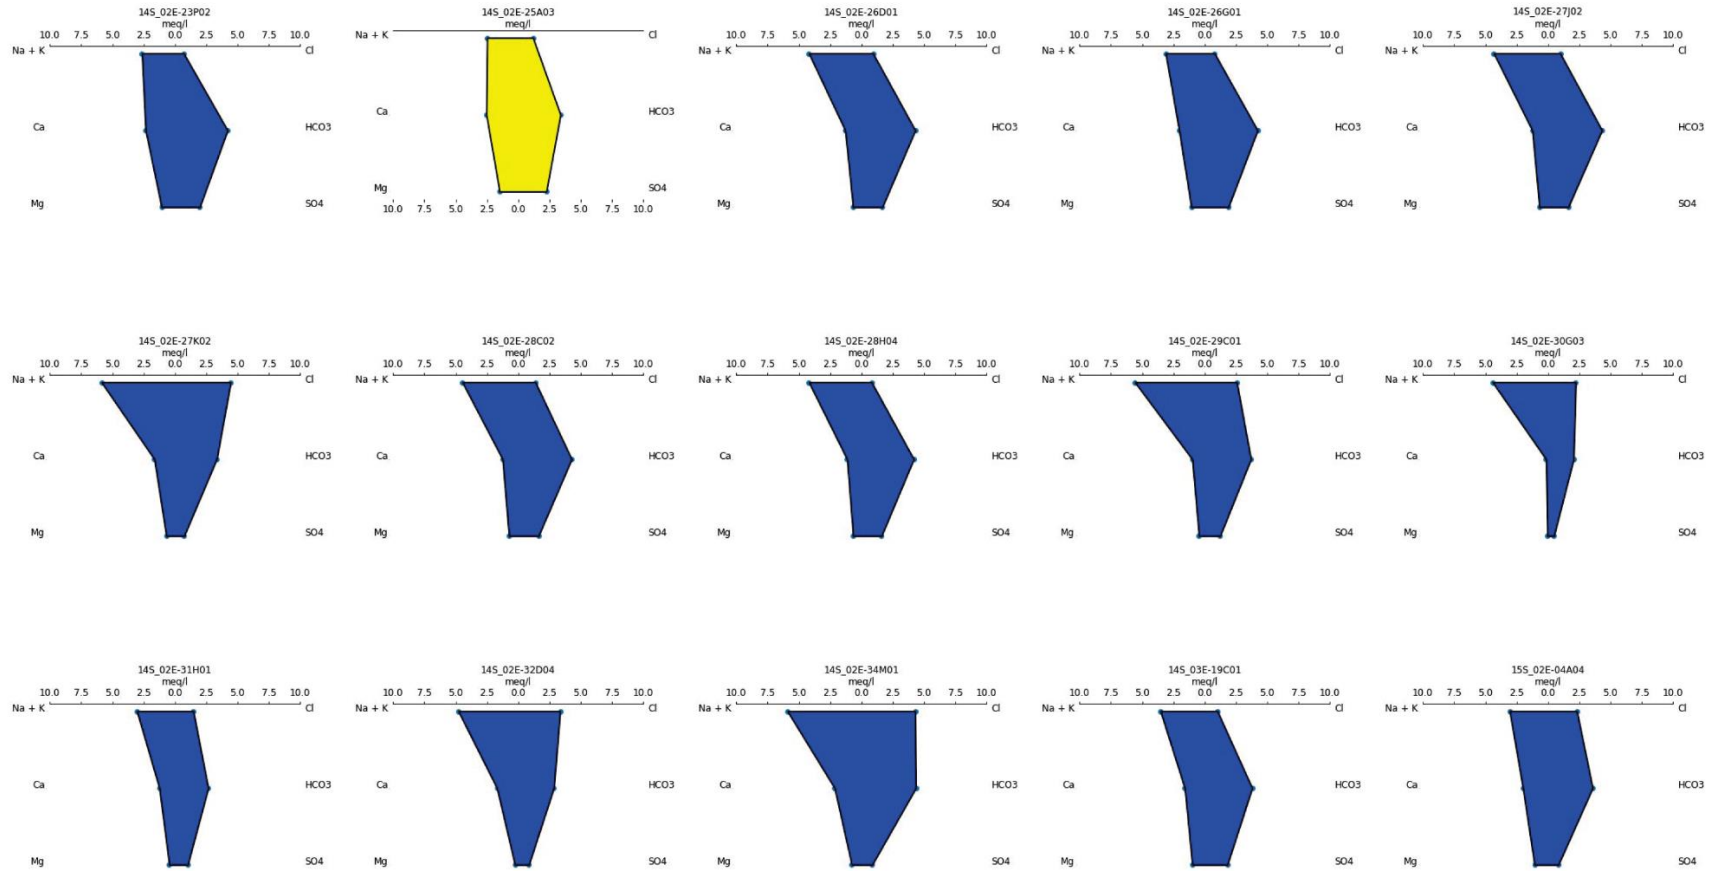 14S_02E-23P02
meq/l
10.0 7.5 5.0 2.5 0.0 2.5 5.0 7.5 10.0
Na + K Cl
Ca HCO3
Mg SO4
14S_02E-25A03
meq/l
Na + K Cl
Ca HCO3
Mg SO4
10.0 7.5 5.0 2.5 0.0 2.5 5.0 7.5 10.0
14S_02E-26D01
meq/l
10.0 7.5 5.0 2.5 0.0 2.5 5.0 7.5 10.0
Na + K Cl
Ca HCO3
Mg SO4
14S_02E-26G01
meq/l
10.0 7.5 5.0 2.5 0.0 2.5 5.0 7.5 10.0
Na + K Cl
Ca HCO3
Mg SO4
14S_02E-27J02
meq/l
10.0 7.5 5.0 2.5 0.0 2.5 5.0 7.5 10.0
Na + K Cl
Ca HCO3
Mg SO4
14S_02E-27K02
meq/l
10.0 7.5 5.0 2.5 0.0 2.5 5.0 7.5 10.0
Na + K Cl
Ca HCO3
Mg SO4
14S_02E-28C02
meq/l
10.0 7.5 5.0 2.5 0.0 2.5 5.0 7.5 10.0
Na + K Cl
Ca HCO3
Mg SO4
14S_02E-28H04
meq/l
10.0 7.5 5.0 2.5 0.0 2.5 5.0 7.5 10.0
Na + K Cl
Ca HCO3
Mg SO4
14S_02E-29C01
meq/l
10.0 7.5 5.0 2.5 0.0 2.5 5.0 7.5 10.0
Na + K Cl
Ca HCO3
Mg SO4
14S_02E-30G03
meq/l
10.0 7.5 5.0 2.5 0.0 2.5 5.0 7.5 10.0
Na + K Cl
Ca HCO3
Mg SO4
14S_02E-31H01
meq/l
10.0 7.5 5.0 2.5 0.0 2.5 5.0 7.5 10.0
Na + K Cl
Ca HCO3
Mg SO4
14S_02E-32D04
meq/l
10.0 7.5 5.0 2.5 0.0 2.5 5.0 7.5 10.0
Na + K Cl
Ca HCO3
Mg SO4
14S_02E-34M01
meq/l
10.0 7.5 5.0 2.5 0.0 2.5 5.0 7.5 10.0
Na + K Cl
Ca HCO3
Mg SO4
14S_03E-19C01
meq/l
10.0 7.5 5.0 2.5 0.0 2.5 5.0 7.5 10.0
Na + K Cl
Ca HCO3
Mg SO4
15S_02E-04A04
meq/l
10.0 7.5 5.0 2.5 0.0 2.5 5.0 7.5 10.0
Na + K Cl
Ca HCO3
Mg SO4